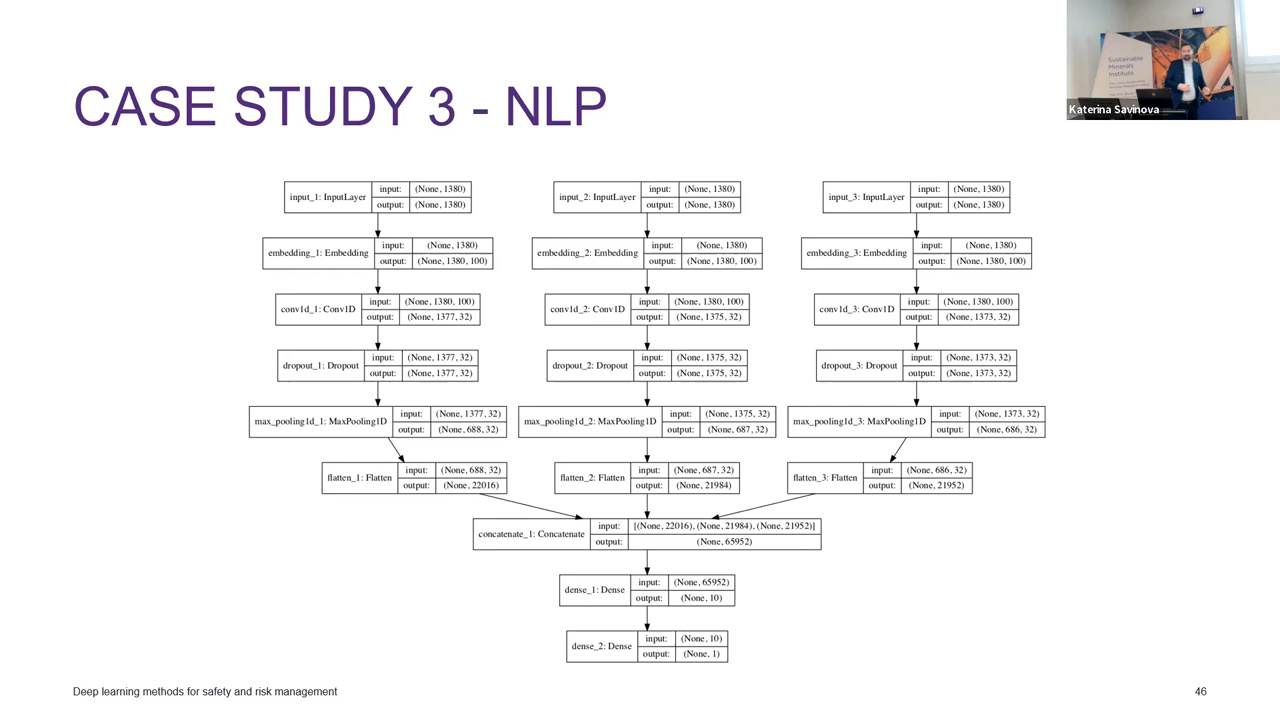 Sustainable
Minerals
Institute
Katerina Savinova
CASE STUDY 3 - NLP
input_1: InputLayer input: (None, 1380) output: (None, 1380)
input_2: InputLayer input: (None, 1380) output: (None, 1380)
input_3: InputLayer input: (None, 1380) output: (None, 1380)
embedding_1: Embedding input: (None, 1380) output: (None, 1380, 100)
embedding_2: Embedding input: (None, 1380) output: (None, 1380, 100)
embedding_3: Embedding input: (None, 1380) output: (None, 1380, 100)
conv1d_1: Conv1D input: (None, 1380, 100) output: (None, 1377, 32)
conv1d_2: Conv1D input: (None, 1380, 100) output: (None, 1375, 32)
conv1d_3: Conv1D input: (None, 1380, 100) output: (None, 1373, 32)
dropout_1: Dropout input: (None, 1377, 32) output: (None, 1377, 32)
dropout_2: Dropout input: (None, 1375, 32) output: (None, 1375, 32)
dropout_3: Dropout input: (None, 1373, 32) output: (None, 1373, 32)
max_pooling1d_1: MaxPooling1D input: (None, 1377, 32) output: (None, 688, 32)
max_pooling1d_2: MaxPooling1D input: (None, 1375, 32) output: (None, 687, 32)
max_pooling1d_3: MaxPooling1D input: (None, 1373, 32) output: (None, 686, 32)
flatten_1: Flatten input: (None, 688, 32) output: (None, 22016)
flatten_2: Flatten input: (None, 687, 32) output: (None, 21984)
flatten_3: Flatten input: (None, 686, 32) output: (None, 21952)
concatenate_1: Concatenate input: [(None, 22016), (None, 21984), (None, 21952)] output: (None, 65952)
dense_1: Dense input: (None, 65952) output: (None, 10)
dense_2: Dense input: (None, 10) output: (None, 1)
Deep learning methods for safety and risk management
46